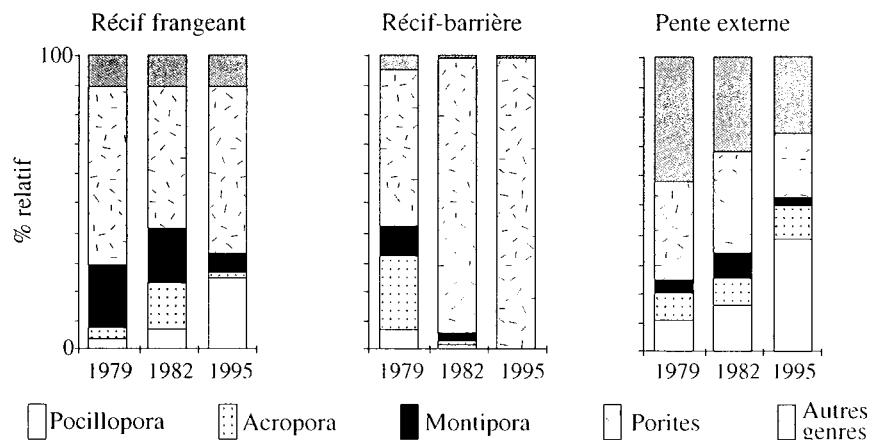 Récif frangeant
Récif-barrière
Pente externe
100
% relatif
0
1979 1982 1995
1979 1982 1995
1979 1982 1995
Pocillopora
Acropora
Montipora
Porites
Autres
genres